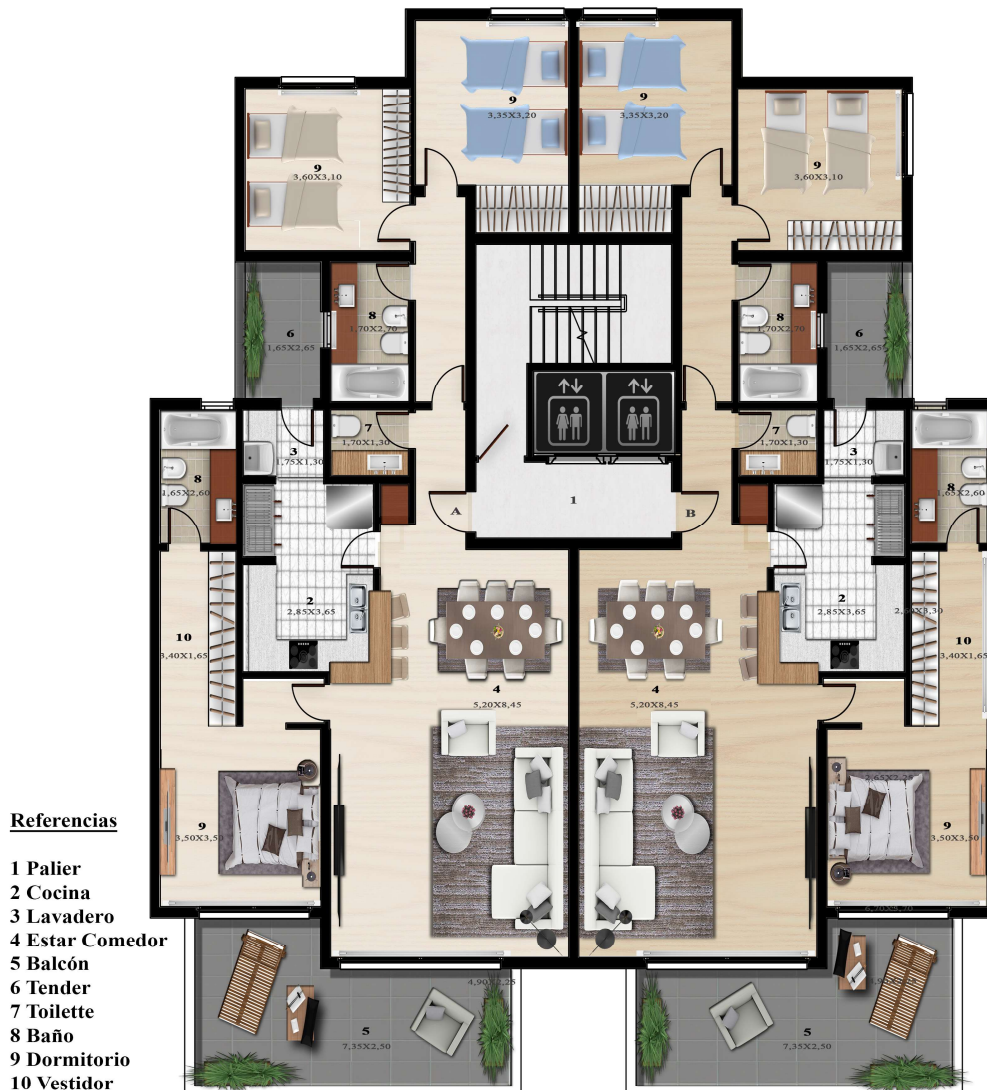 9
3,35X3,20
9
3,35X3,20
9
3,60X3,10
9
3,60X3,10
8
1,70X2,70
8
1,70X2,70
6
1,65X2,65
6
1,65X2,65
7
1,70X1,30
7
1,70X1,30
3
1,75X1,30
3
1,75X1,30
8
1,65X2,60
8
1,65X2,60
A
1
B
2
2,85X3,65
2
2,85X3,65
10
3,40X1,65
10
3,40X1,65
4
5,20X8,45
4
5,20X8,45
2,65X2,25
9
3,50X3,50
9
3,50X3,50
4,90X2,25
5
7,35X2,50
5
7,35X2,50
Referencias
1 Palier
2 Cocina
3 Lavadero
4 Estar Comedor
5 Balcón
6 Tender
7 Toilette
8 Baño
9 Dormitorio
10 Vestidor